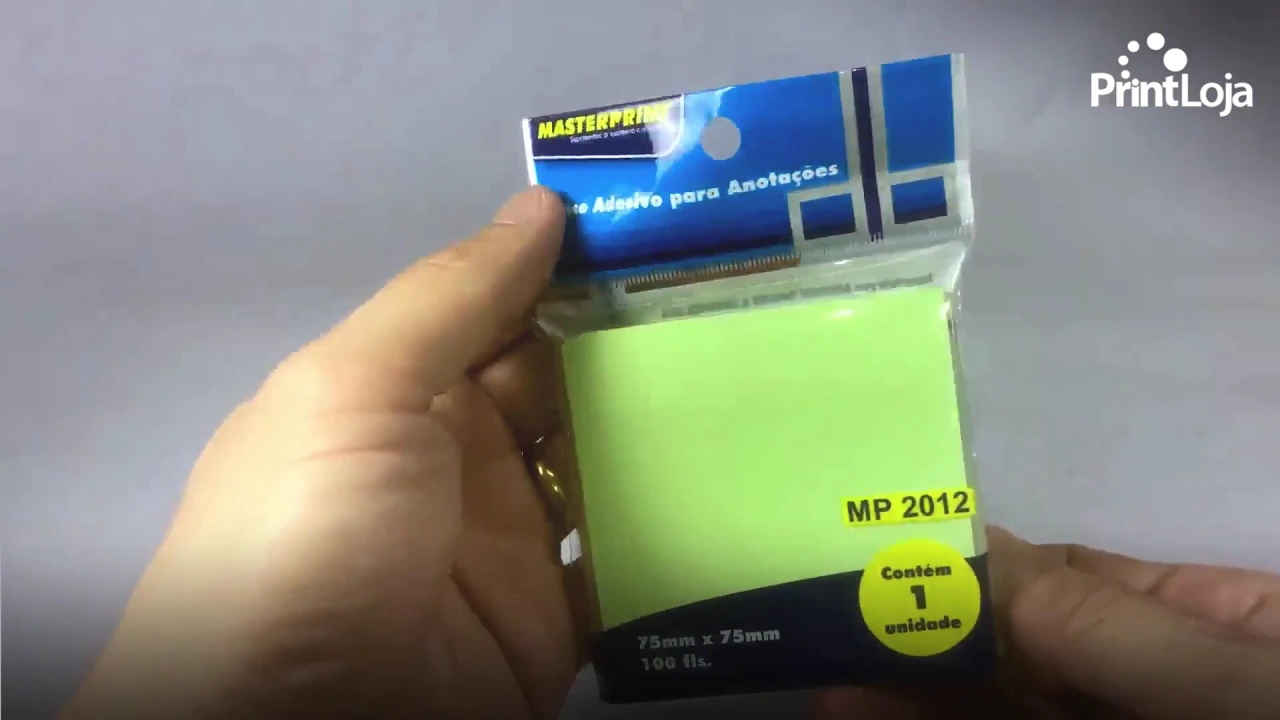 PrintLoja
MASTERPRINT
Adesivo para Anotações
MP 2012
Contém
1
unidade
75mm x 75mm
100 fls.